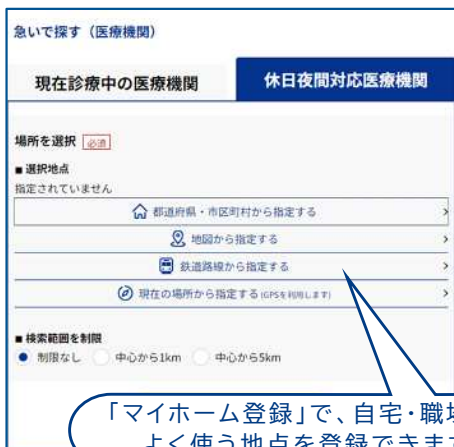 急いで探す（医療機関）
現在診療中の医療機関
休日夜間対応医療機関
場所を選択 必須
■ 選択地点
指定されていません
都道府県・市区町村から指定する
地図から指定する
鉄道路線から指定する
現在の場所から指定する（GPSを利用します）
■ 検索範囲を制限
制限なし 中心から1km 中心から5km
「マイホーム登録」で、自宅・職場
よく使う地点を登録できま